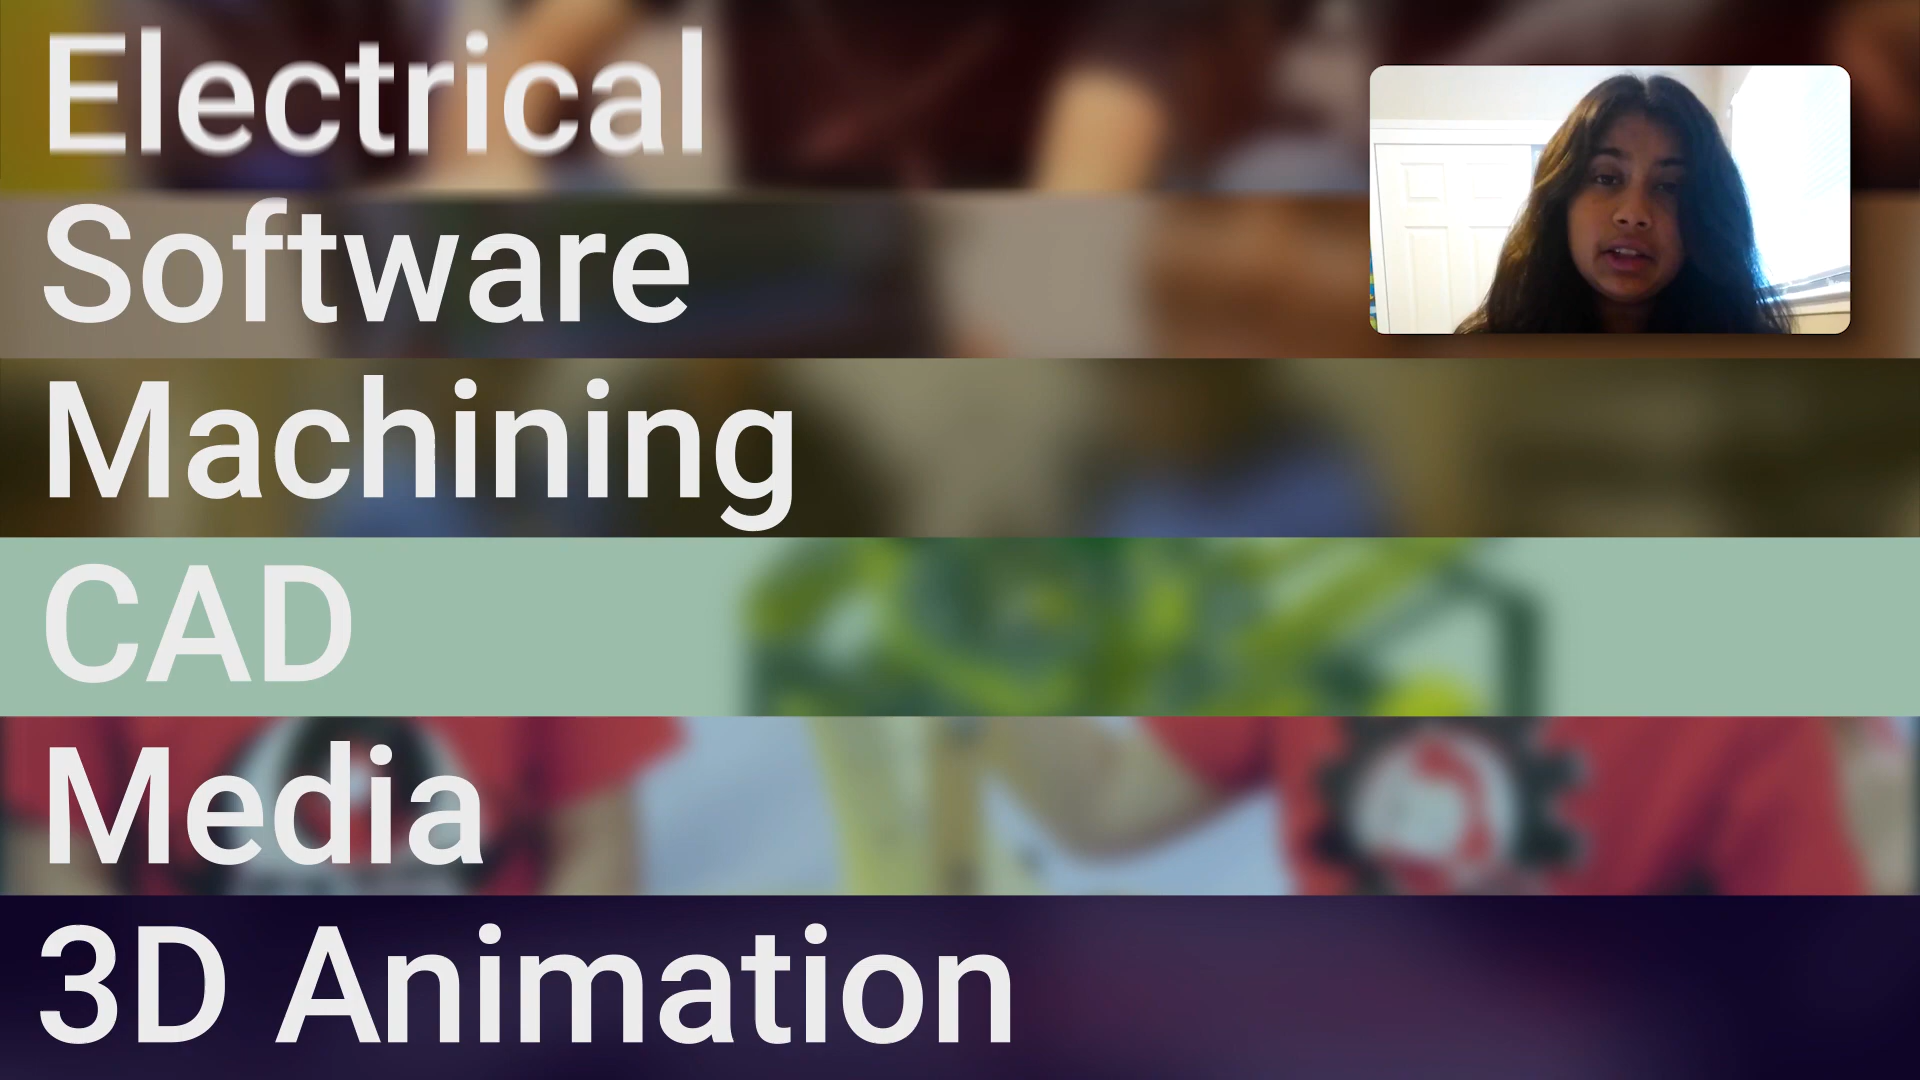 Electrical
Software
Machining
CAD
Media
3D Animation